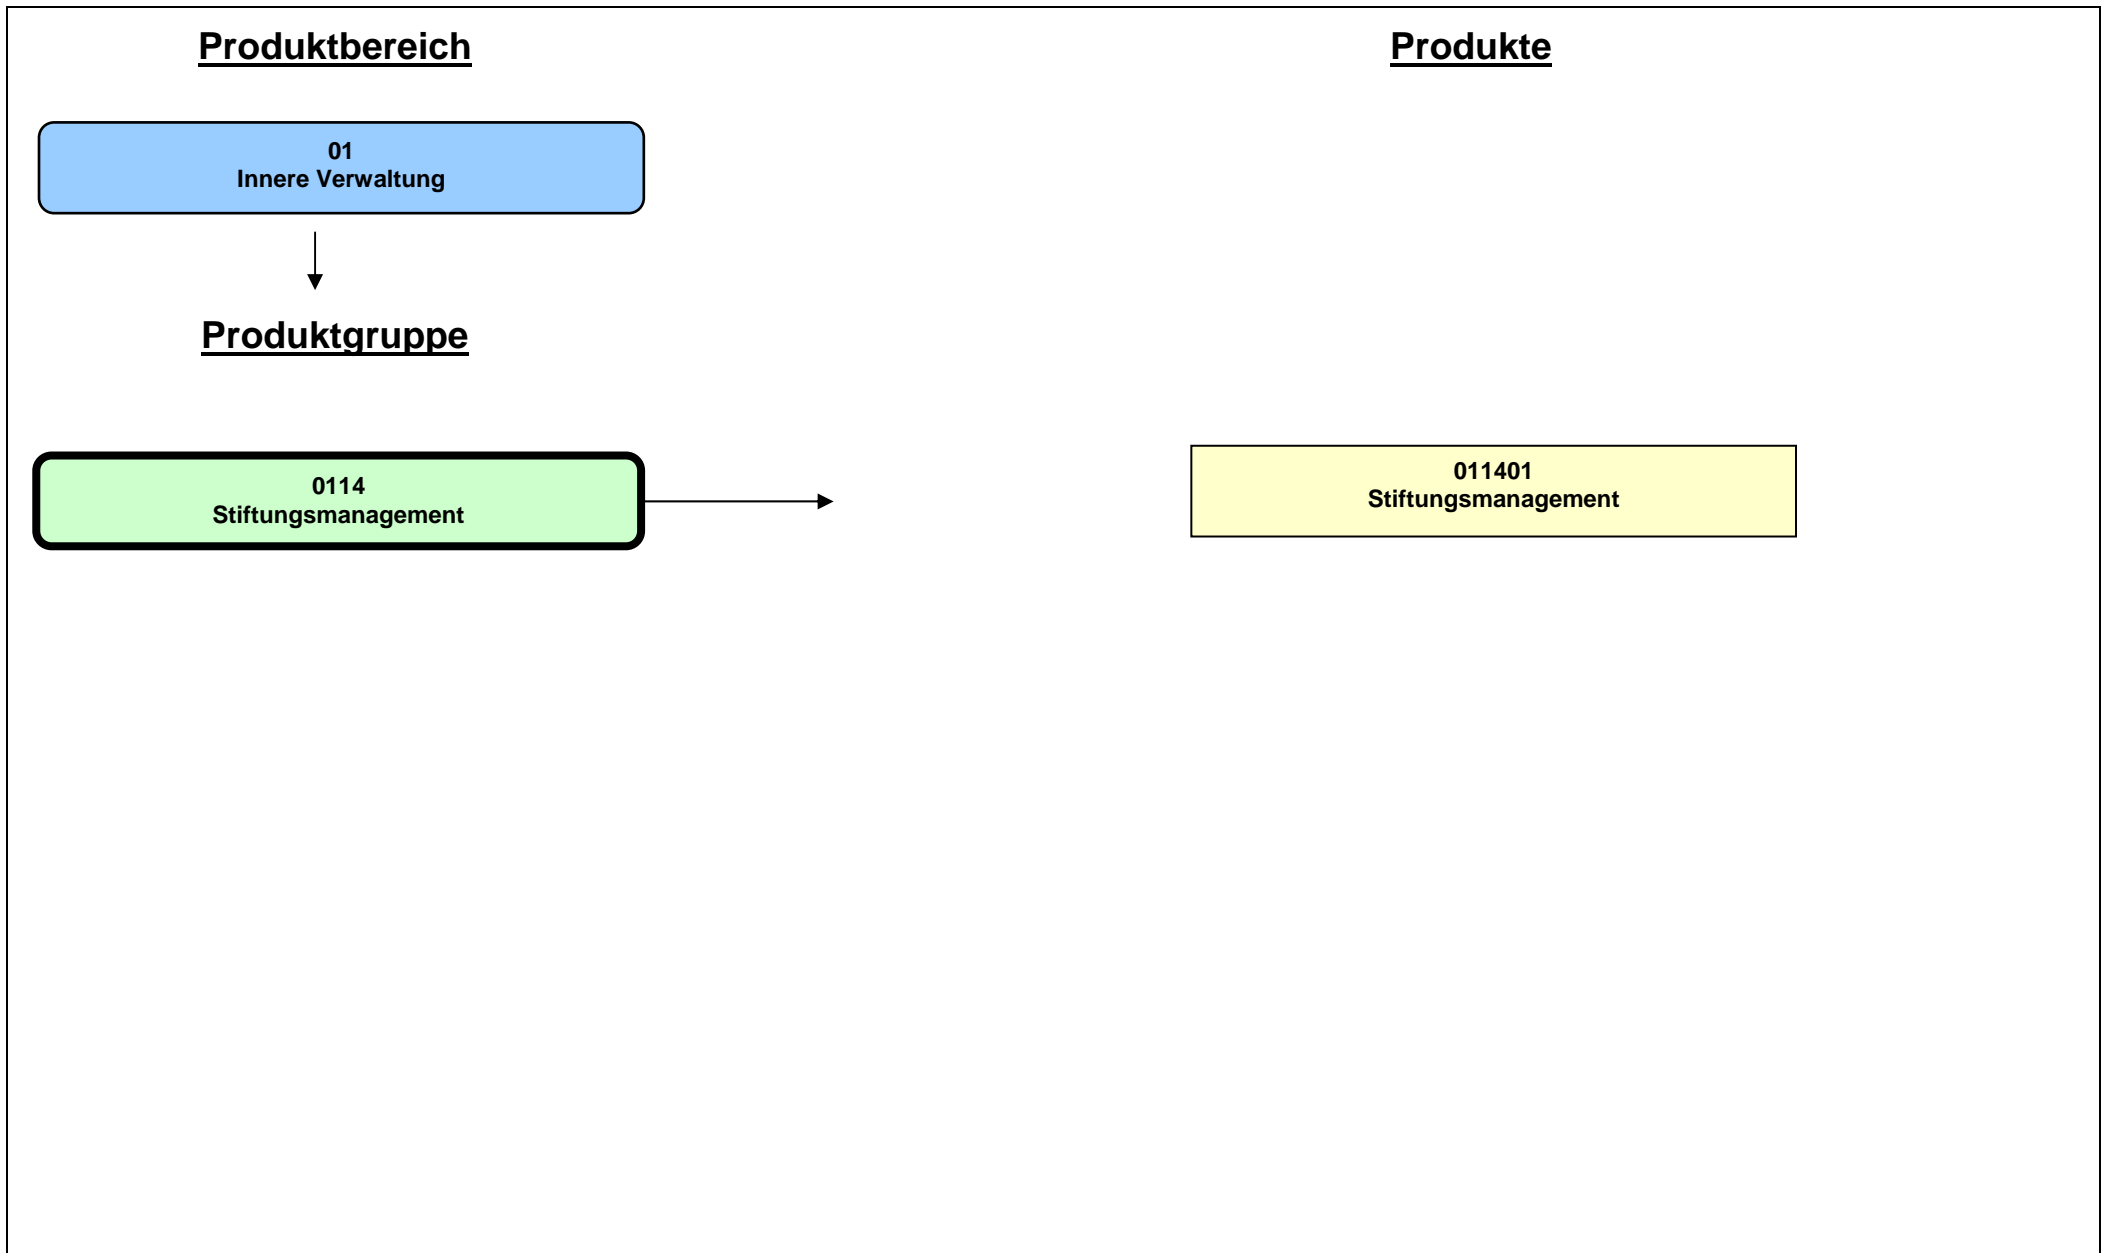 Produktbereich
Produkte
01
Innere Verwaltung
Produktgruppe
0114
Stiftungsmanagement
011401
Stiftungsmanagement